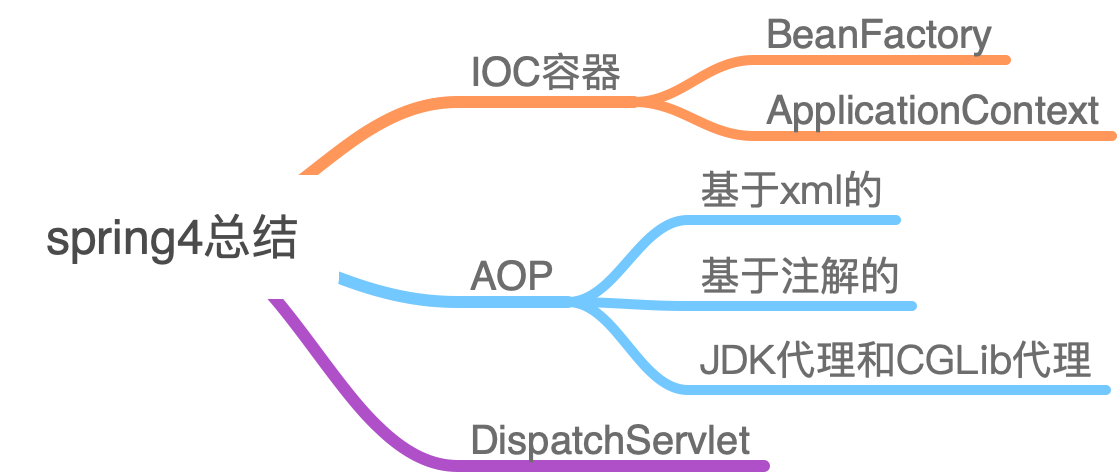 spring4总结
IOC容器
BeanFactory
ApplicationContext
AOP
基于xml的
基于注解的
JDK代理和CGLib代理
DispatchServlet